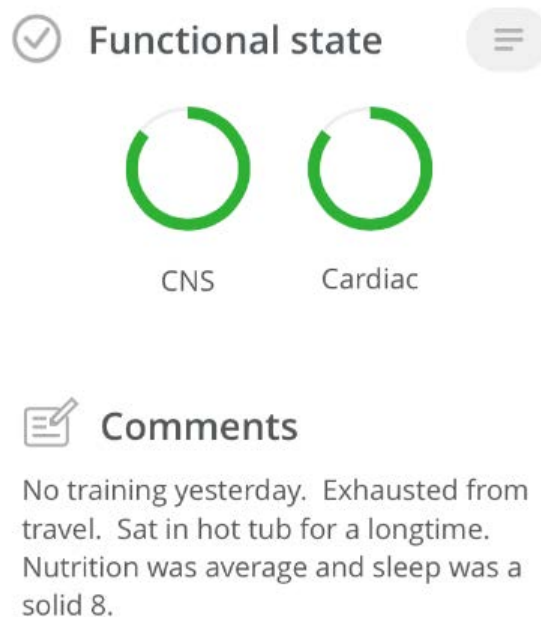 Functional state
CNS Cardiac
Comments
No training yesterday.  Exhausted from
travel.  Sat in hot tub for a longtime.
Nutrition was average and sleep was a
solid 8.